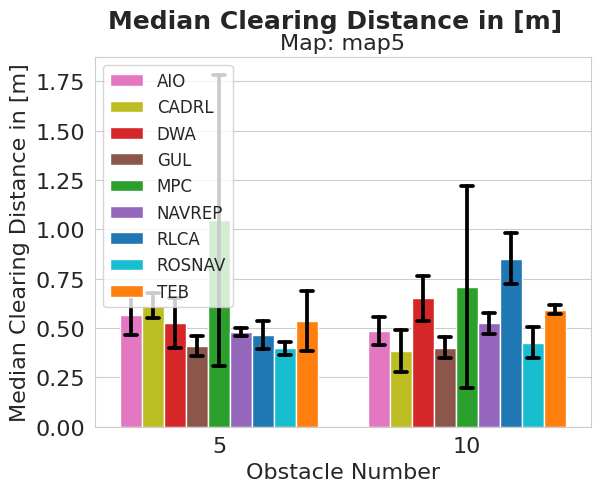 Median Clearing Distance in [m]
Map: map5
Median Clearing Distance in [m]
1.75
1.50
1.25
1.00
0.75
0.50
0.25
0.00
AIO
CADRL
DWA
GUL
MPC
NAVREP
RLCA
ROSNAV
TEB
5
10
Obstacle Number